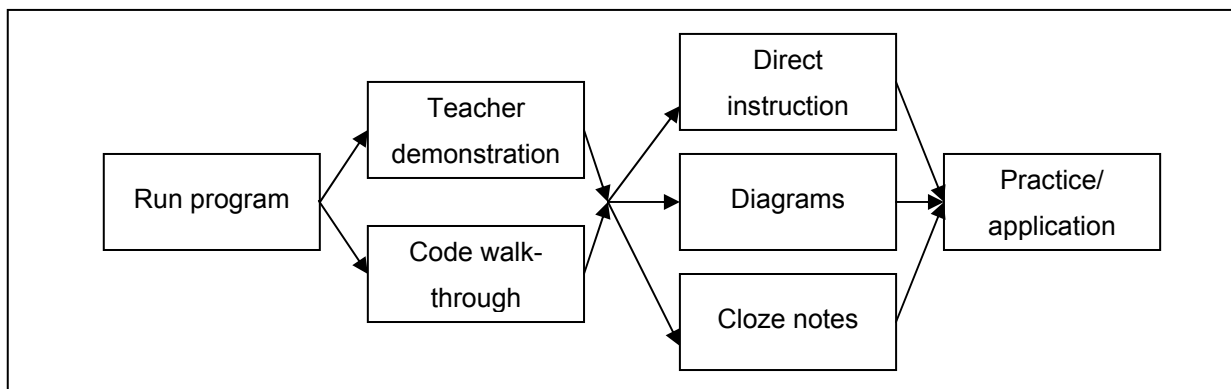 Run program
Teacher
demonstration
Code walk-
through
Direct
instruction
Diagrams
Cloze notes
Practice/
application